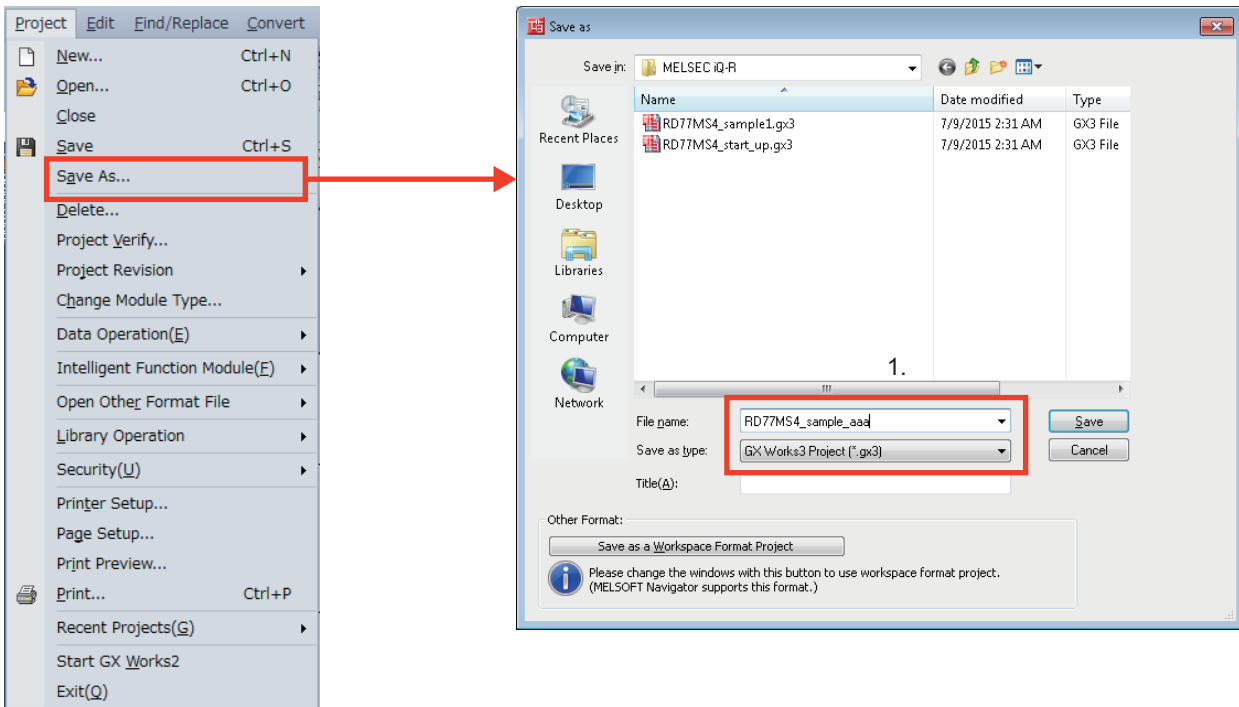 Project Edit Find/Replace Convert
New... Ctrl+N
Open... Ctrl+O
Close
Save Ctrl+S
Save As...
Delete...
Project Verify...
Project Revision
Change Module Type...
Data Operation(E)
Intelligent Function Module(F)
Open Other Format File
Library Operation
Security(U)
Printer Setup...
Page Setup...
Print Preview...
Print... Ctrl+P
Recent Projects(G)
Start GX Works2
Exit(Q)
Save as
Save in: MELSEC iQ-R
Name Date modified Type
RD77MS4_sample1.gx3 7/9/2015 2:31 AM GX3 File
RD77MS4_start_up.gx3 7/9/2015 2:31 AM GX3 File
Recent Places
Desktop
Libraries
Computer
Network
1.
File name: RD77MS4_sample_aaa Save
Save as type: GX Works3 Project (*.gx3) Cancel
Title(A):
Other Format:
Save as a Workspace Format Project
Please change the windows with this button to use workspace format project.
(MELSOFT Navigator supports this format.)